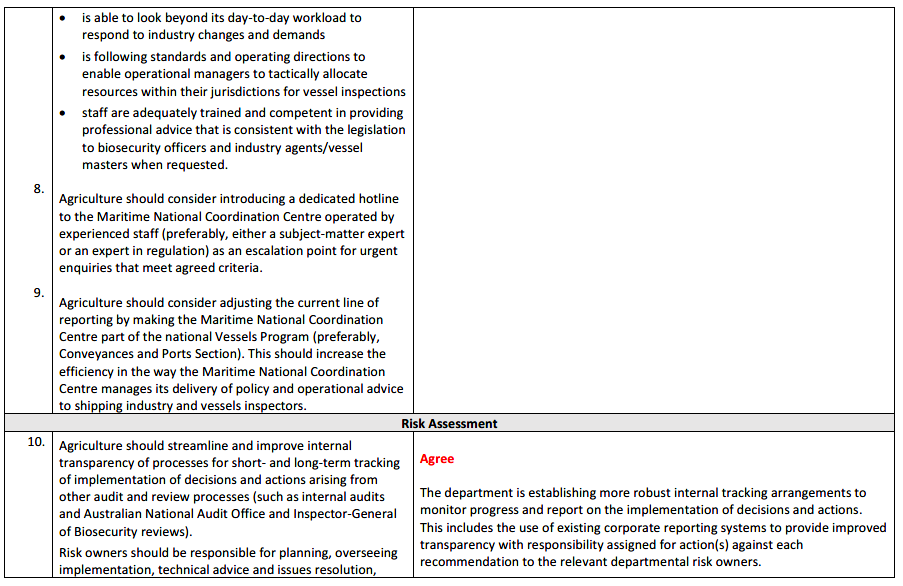 • is able to look beyond its day-to-day workload to
respond to industry changes and demands
• is following standards and operating directions to
enable operational managers to tactically allocate
resources within their jurisdictions for vessel inspections
• staff are adequately trained and competent in providing
professional advice that is consistent with the legislation
to biosecurity officers and industry agents/vessel
masters when requested.
8.
Agriculture should consider introducing a dedicated hotline
to the Maritime National Coordination Centre operated by
experienced staff (preferably, either a subject-matter expert
or an expert in regulation) as an escalation point for urgent
enquiries that meet agreed criteria.
9.
Agriculture should consider adjusting the current line of
reporting by making the Maritime National Coordination
Centre part of the national Vessels Program (preferably,
Conveyances and Ports Section). This should increase the
efficiency in the way the Maritime National Coordination
Centre manages its delivery of policy and operational advice
to shipping industry and vessels inspectors.
Risk Assessment
10.
Agriculture should streamline and improve internal
transparency of processes for short- and long-term tracking
of implementation of decisions and actions arising from
other audit and review processes (such as internal audits
and Australian National Audit Office and Inspector-General
of Biosecurity reviews).
Risk owners should be responsible for planning, overseeing
implementation, technical advice and issues resolution,
Agree
The department is establishing more robust internal tracking arrangements to
monitor progress and report on the implementation of decisions and actions.
This includes the use of existing corporate reporting systems to provide improved
transparency with responsibility assigned for action(s) against each
recommendation to the relevant departmental risk owners.